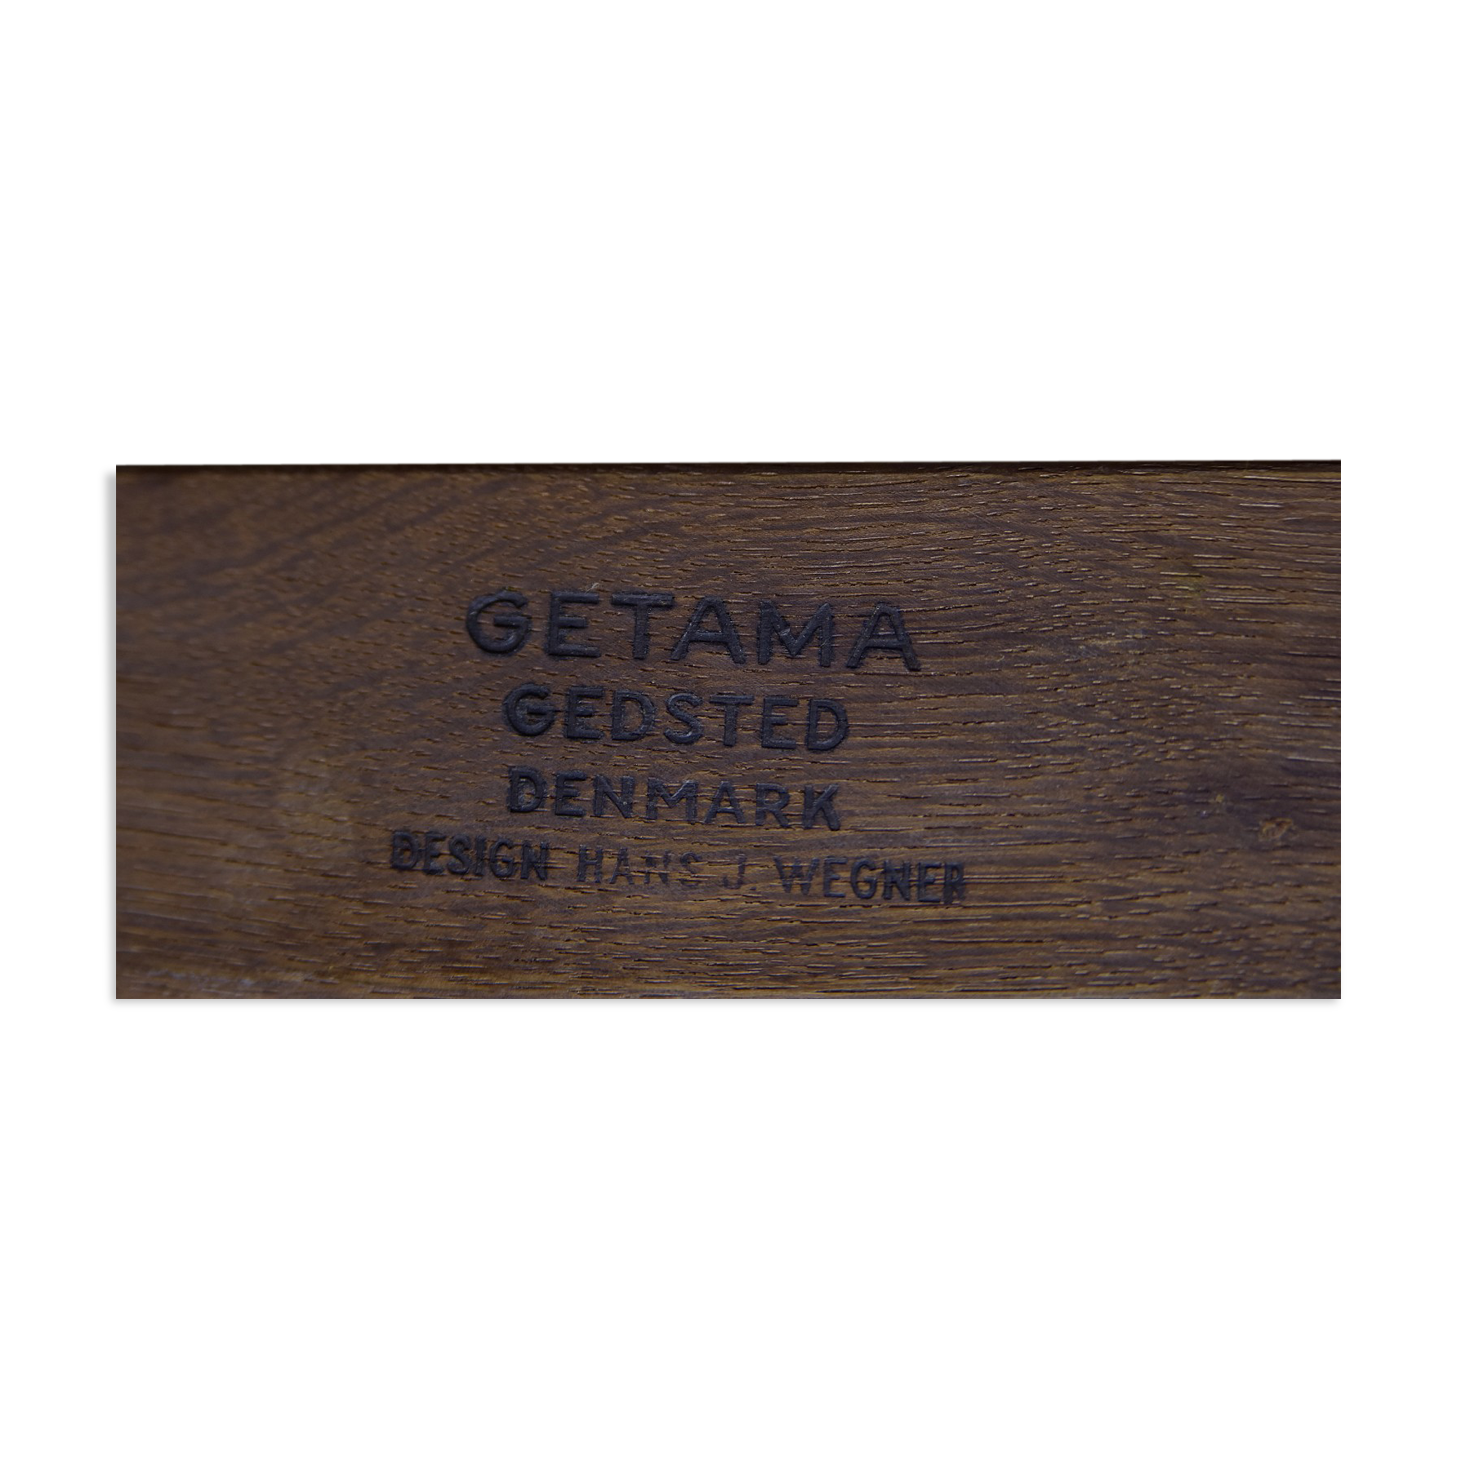 GETAMA
GEDSTED
DENMARK
DESIGN HANS J. WEGNER